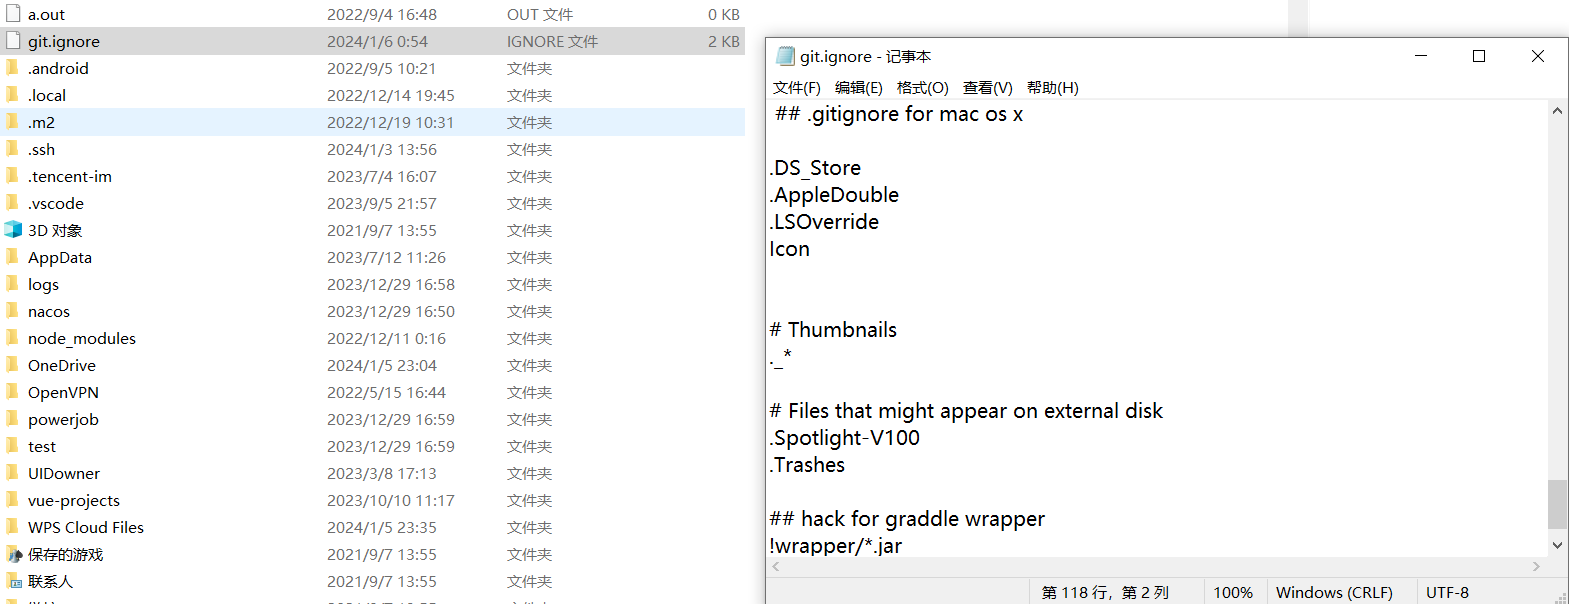 a.out 2022/9/4 16:48 OUT 文件 0 KB
git.ignore 2024/1/6 0:54 IGNORE 文件 2 KB
.android 2022/9/5 10:21 文件夹
.local 2022/12/14 19:45 文件夹
.m2 2022/12/19 10:31 文件夹
.ssh 2024/1/3 13:56 文件夹
.tencent-im 2023/7/4 16:07 文件夹
.vscode 2023/9/5 21:57 文件夹
3D 对象 2021/9/7 13:55 文件夹
AppData 2023/7/12 11:26 文件夹
logs 2023/12/29 16:58 文件夹
nacos 2023/12/29 16:50 文件夹
node_modules 2022/12/11 0:16 文件夹
OneDrive 2024/1/5 23:04 文件夹
OpenVPN 2022/5/15 16:44 文件夹
powerjob 2023/12/29 16:59 文件夹
test 2023/12/29 16:59 文件夹
UIDowner 2023/3/8 17:13 文件夹
vue-projects 2023/10/10 11:17 文件夹
WPS Cloud Files 2024/1/5 23:35 文件夹
保存的游戏 2021/9/7 13:55 文件夹
联系人 2021/9/7 13:55 文件夹
git.ignore - 记事本
文件(F) 编辑(E) 格式(O) 查看(V) 帮助(H)
## .gitignore for mac os x
.DS_Store
.AppleDouble
.LSOverride
Icon
# Thumbnails
._*
# Files that might appear on external disk
.Spotlight-V100
.Trashes
## hack for graddle wrapper
!wrapper/*.jar
第 118 行，第 2 列 100% Windows (CRLF) UTF-8